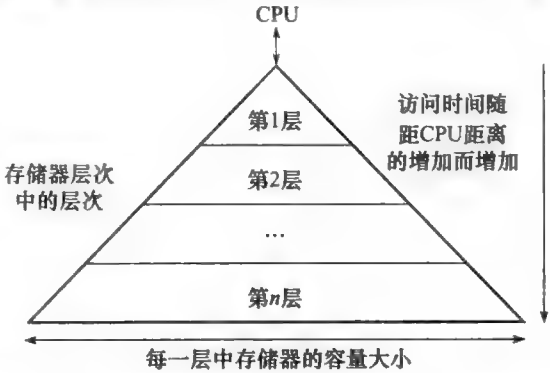 CPU
第1层
访问时间随
距CPU距离
的增加而增加
存储器层次
中的层次
第2层
…
第n层
每一层中存储器的容量大小